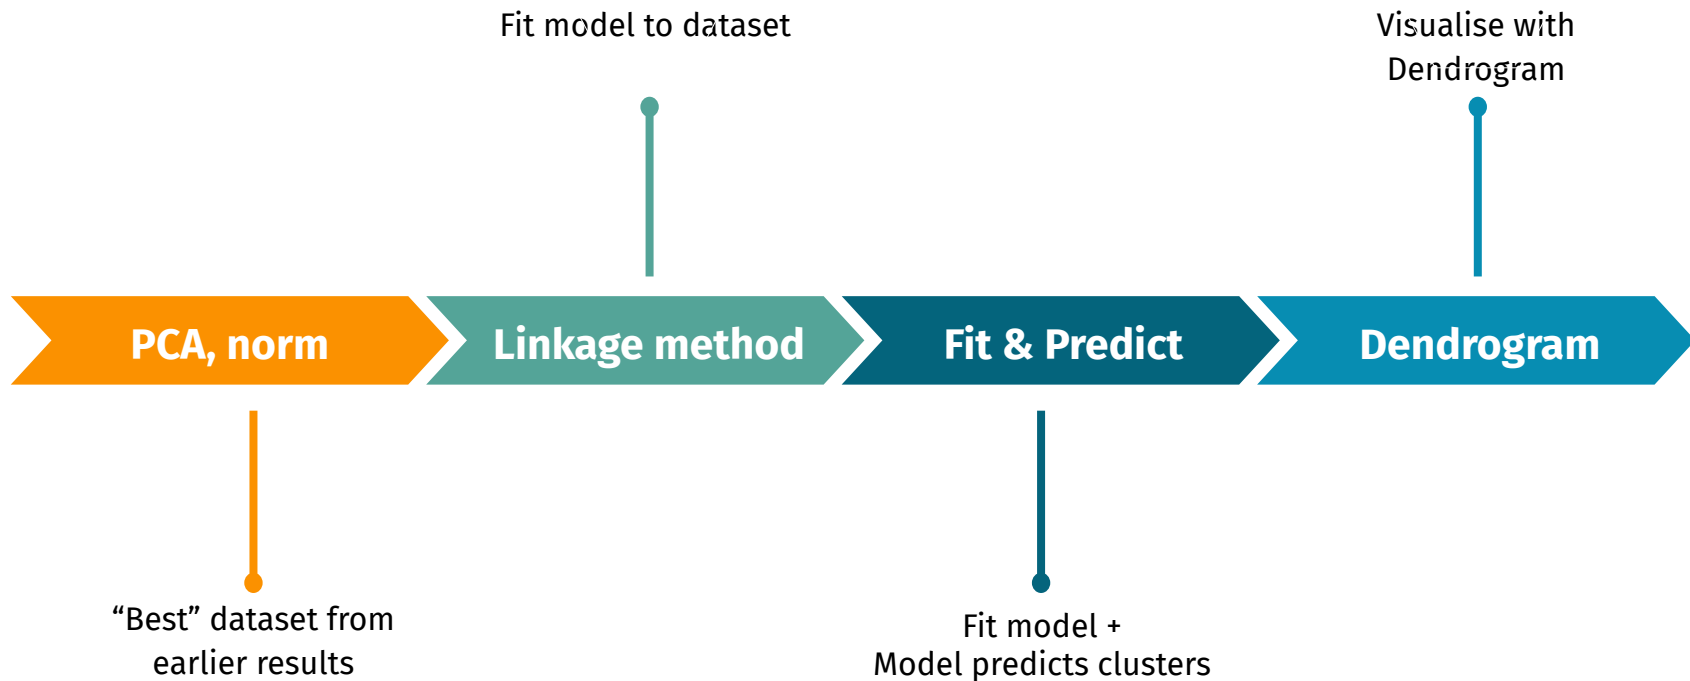 Fit model to dataset
Visualise with
Dendrogram
PCA, norm
Linkage method
Fit & Predict
Dendrogram
“Best” dataset from
earlier results
Fit model +
Model predicts clusters